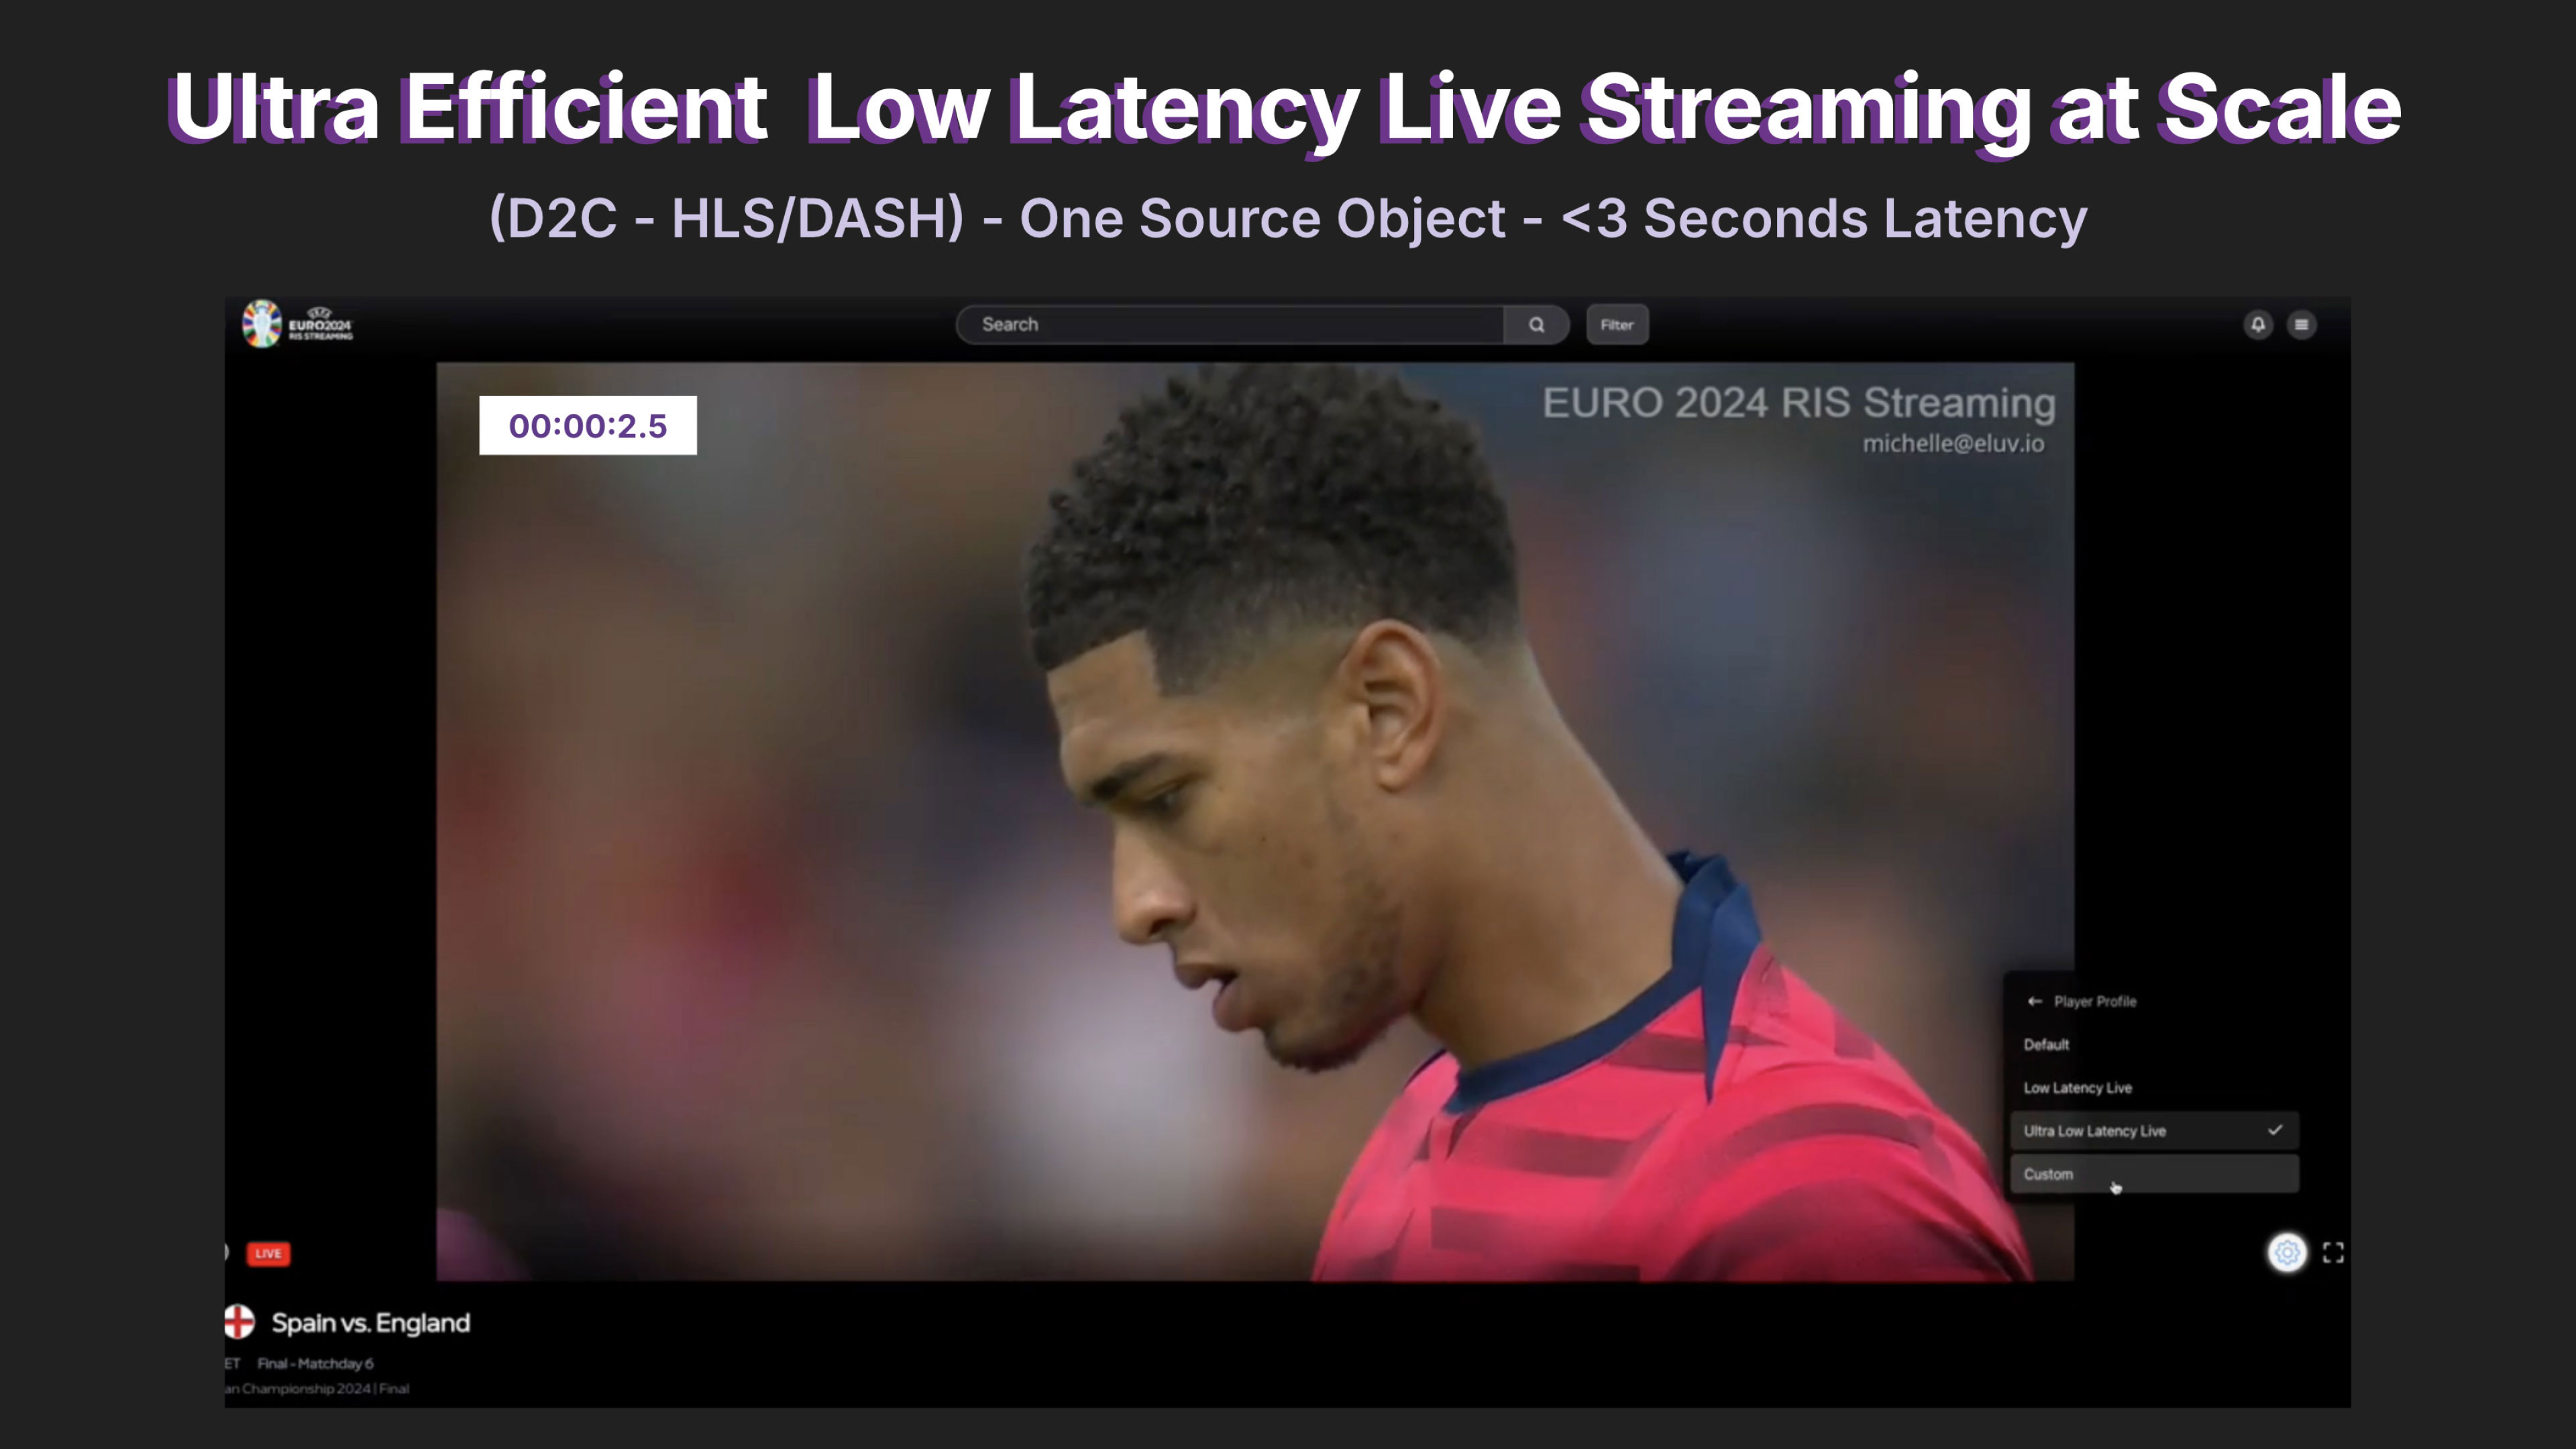 Ultra Efficient  Low Latency Live Streaming at Scale
(D2C - HLS/DASH) - One Source Object - <3 Seconds Latency
UEFA
EURO2024
RIS STREAMING
Search
Filter
00:00:2.5
EURO 2024 RIS Streaming
michelle@eluv.io
Player Profile
Default
Low Latency Live
Ultra Low Latency Live
Custom
LIVE
Spain vs. England
ET Final - Matchday 6
an Championship 2024 | Final